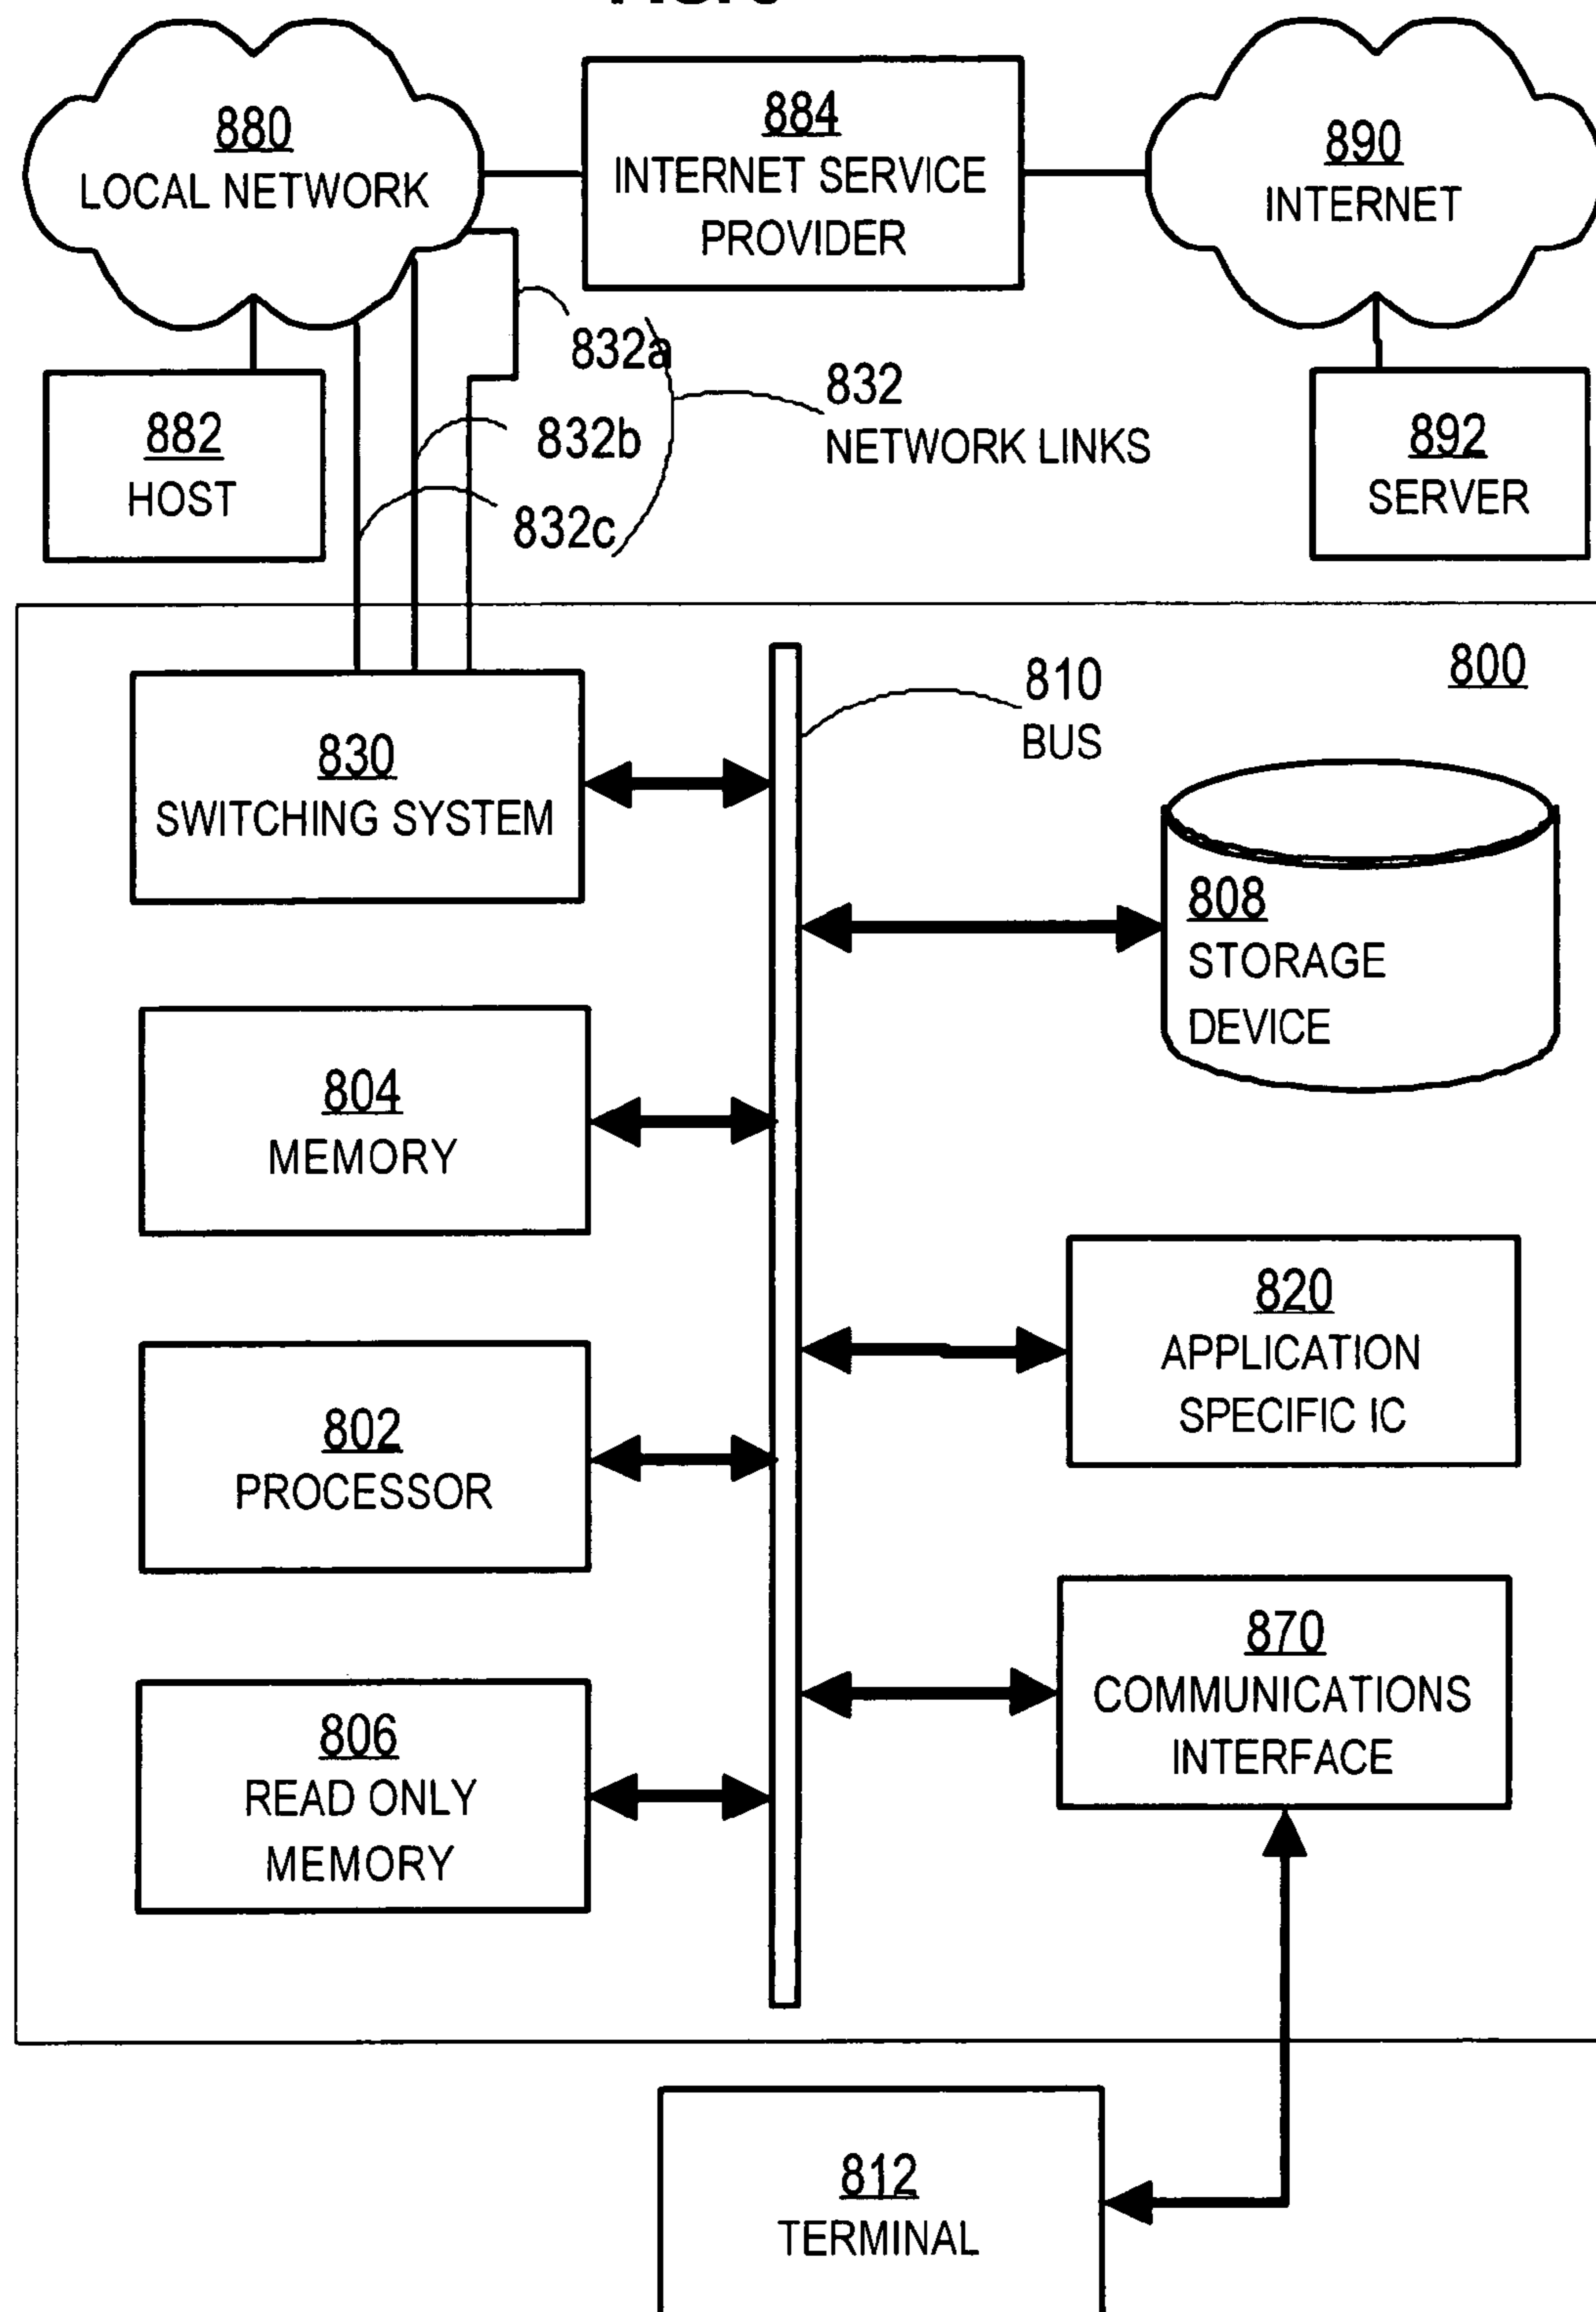 880
LOCAL NETWORK
884
INTERNET SERVICE
PROVIDER
890
INTERNET
832a
832
NETWORK LINKS
832b
832c
882
HOST
892
SERVER
800
810
BUS
830
SWITCHING SYSTEM
808
STORAGE
DEVICE
804
MEMORY
820
APPLICATION
SPECIFIC IC
802
PROCESSOR
870
COMMUNICATIONS
INTERFACE
806
READ ONLY
MEMORY
812
TERMINAL